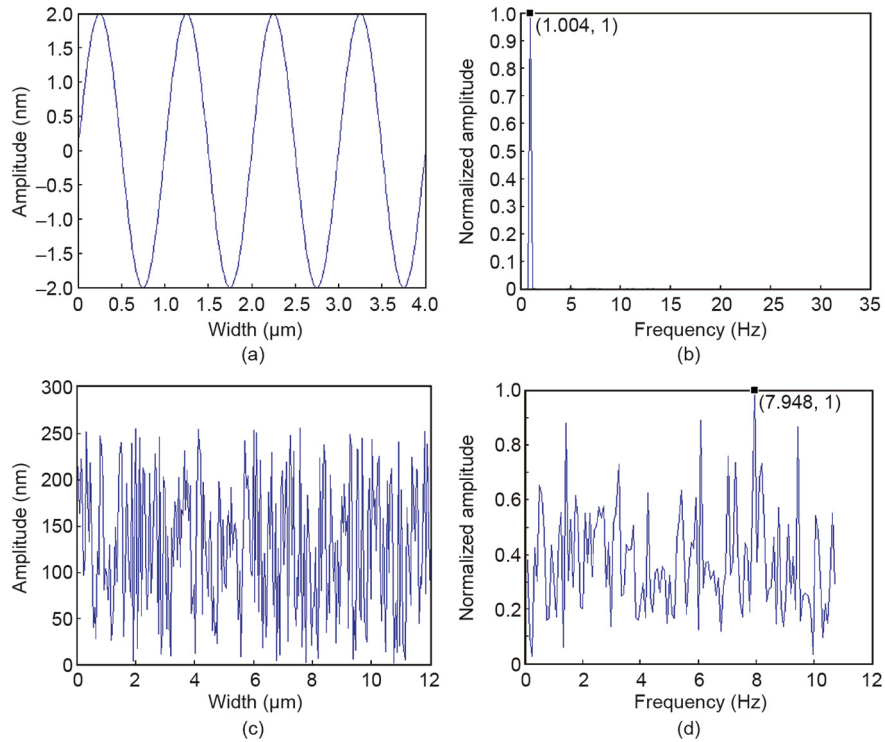 2.0
1.5
1.0
0.5
0
–0.5
–1.0
–1.5
–2.0
Amplitude (nm)
0 0.5 1.0 1.5 2.0 2.5 3.0 3.5 4.0
Width (µm)
(a)
1.0
0.9
0.8
0.7
0.6
0.5
0.4
0.3
0.2
0.1
0
Normalized amplitude
(1.004, 1)
0 5 10 15 20 25 30 35
Frequency (Hz)
(b)
300
250
200
150
100
50
0
Amplitude (nm)
0 2 4 6 8 10 12
Width (µm)
(c)
1.0
0.8
0.6
0.4
0.2
0
Normalized amplitude
(7.948, 1)
0 2 4 6 8 10 12
Frequency (Hz)
(d)